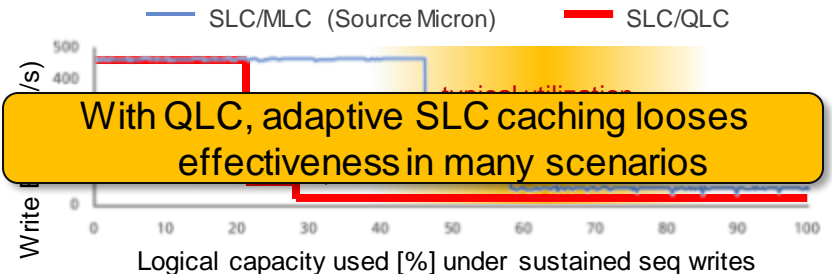 SLC/MLC (Source Micron) SLC/QLC
500
400
With QLC, adaptive SLC caching looses
effectiveness in many scenarios
0
0 10 20 30 40 50 60 70 80 90 100
Write
Logical capacity used [%] under sustained seq writes